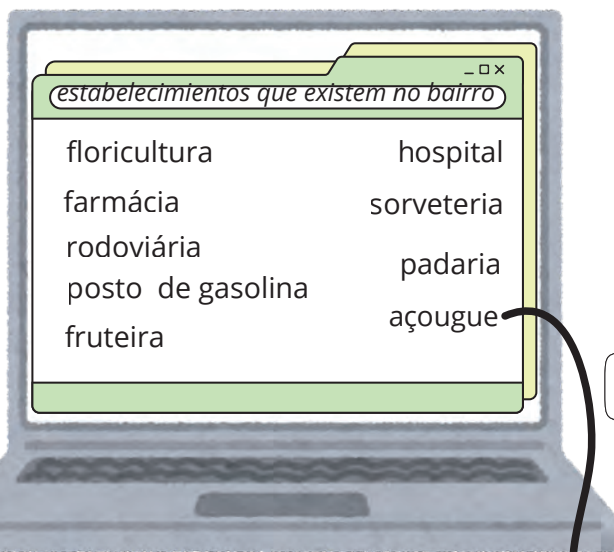 estabelecimientos que existem no bairro
floricultura
farmácia
rodoviária
posto de gasolina
fruteira
hospital
sorveteria
padaria
açougue